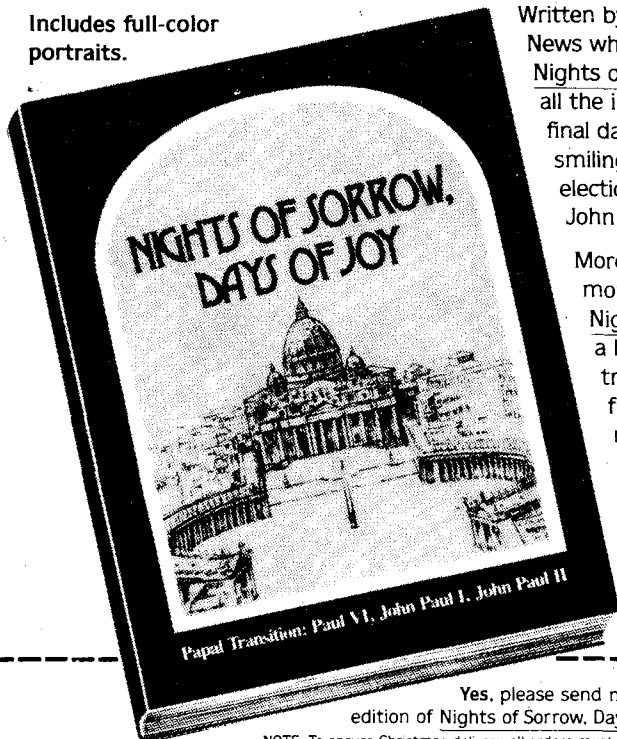 Includes full-color
portraits.
Written by
News wh
Nights o
all the i
final da
smiling
electio
John
More
mo
Nig
a l
tr
f
NIGHTS OF SORROW,
DAYS OF JOY
Papal Transition: Paul VI, John Paul I, John Paul II
Yes, please send m
edition of Nights of Sorrow, Day